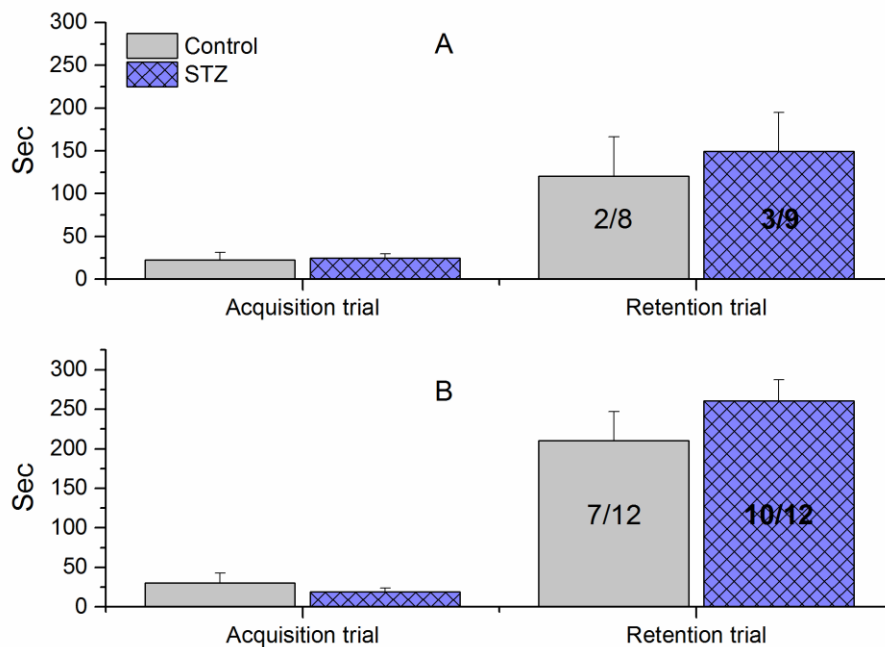 300
250
200
150
100
50
0
Sec
Control
STZ
A
2/8
3/9
Acquisition trial
Retention trial
300
250
200
150
100
50
0
Sec
B
7/12
10/12
Acquisition trial
Retention trial